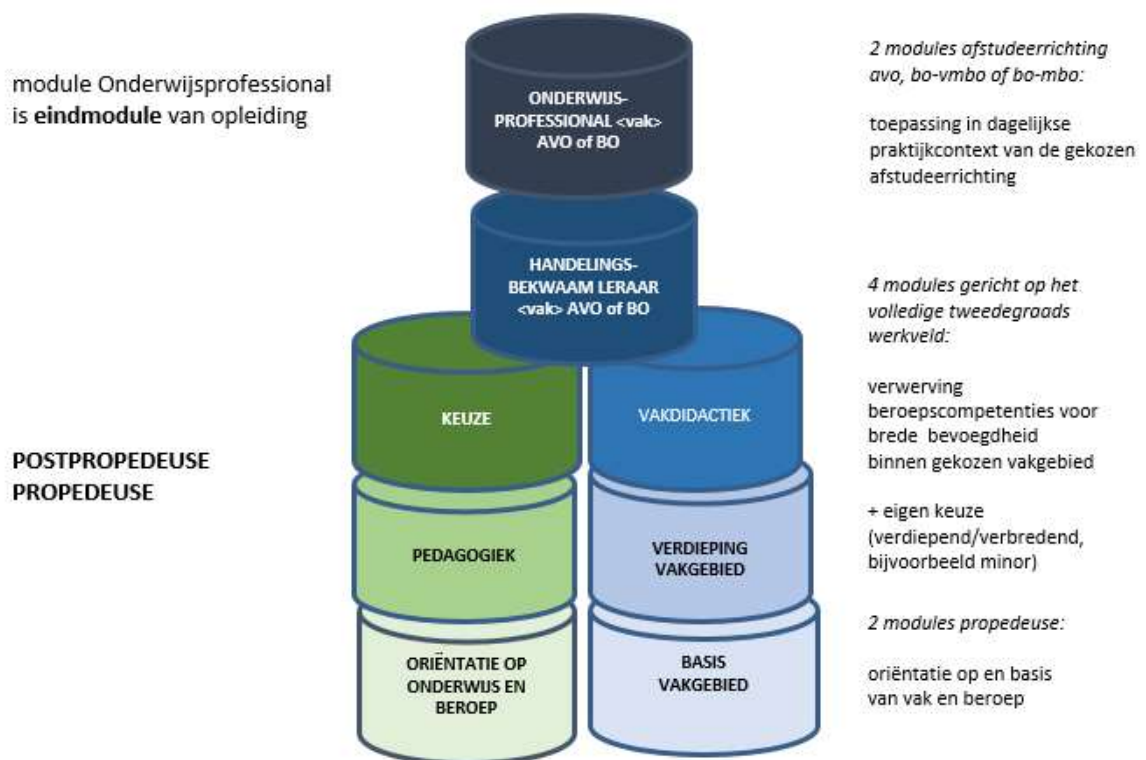 module Onderwijsprofessional
is eindmodule van opleiding
ONDERWIJS-
PROFESSIONAL <vak>
AVO of BO
2 modules afstudeerrichting
avo, bo-vmbo of bo-mbo:
toepassing in dagelijkse
praktijkcontext van de gekozen
afstudeerrichting
HANDELINGS-
BEKWAAM LERAAR
<vak> AVO of BO
4 modules gericht op het
volledige tweedegraads
werkveld:
KEUZE
VAKDIDACTIEK
verwerving
beroepscompetenties voor
brede bevoegdheid
binnen gekozen vakgebied
POSTPROPEDEUSE
PROPEDEUSE
+ eigen keuze
(verdiepend/verbredend,
bijvoorbeeld minor)
PEDAGOGIEK
VERDIEPING
VAKGEBIED
2 modules propedeuse:
oriëntatie op en basis
van vak en beroep
ORIËNTATIE OP
ONDERWIJS EN
BEROEP
BASIS
VAKGEBIED